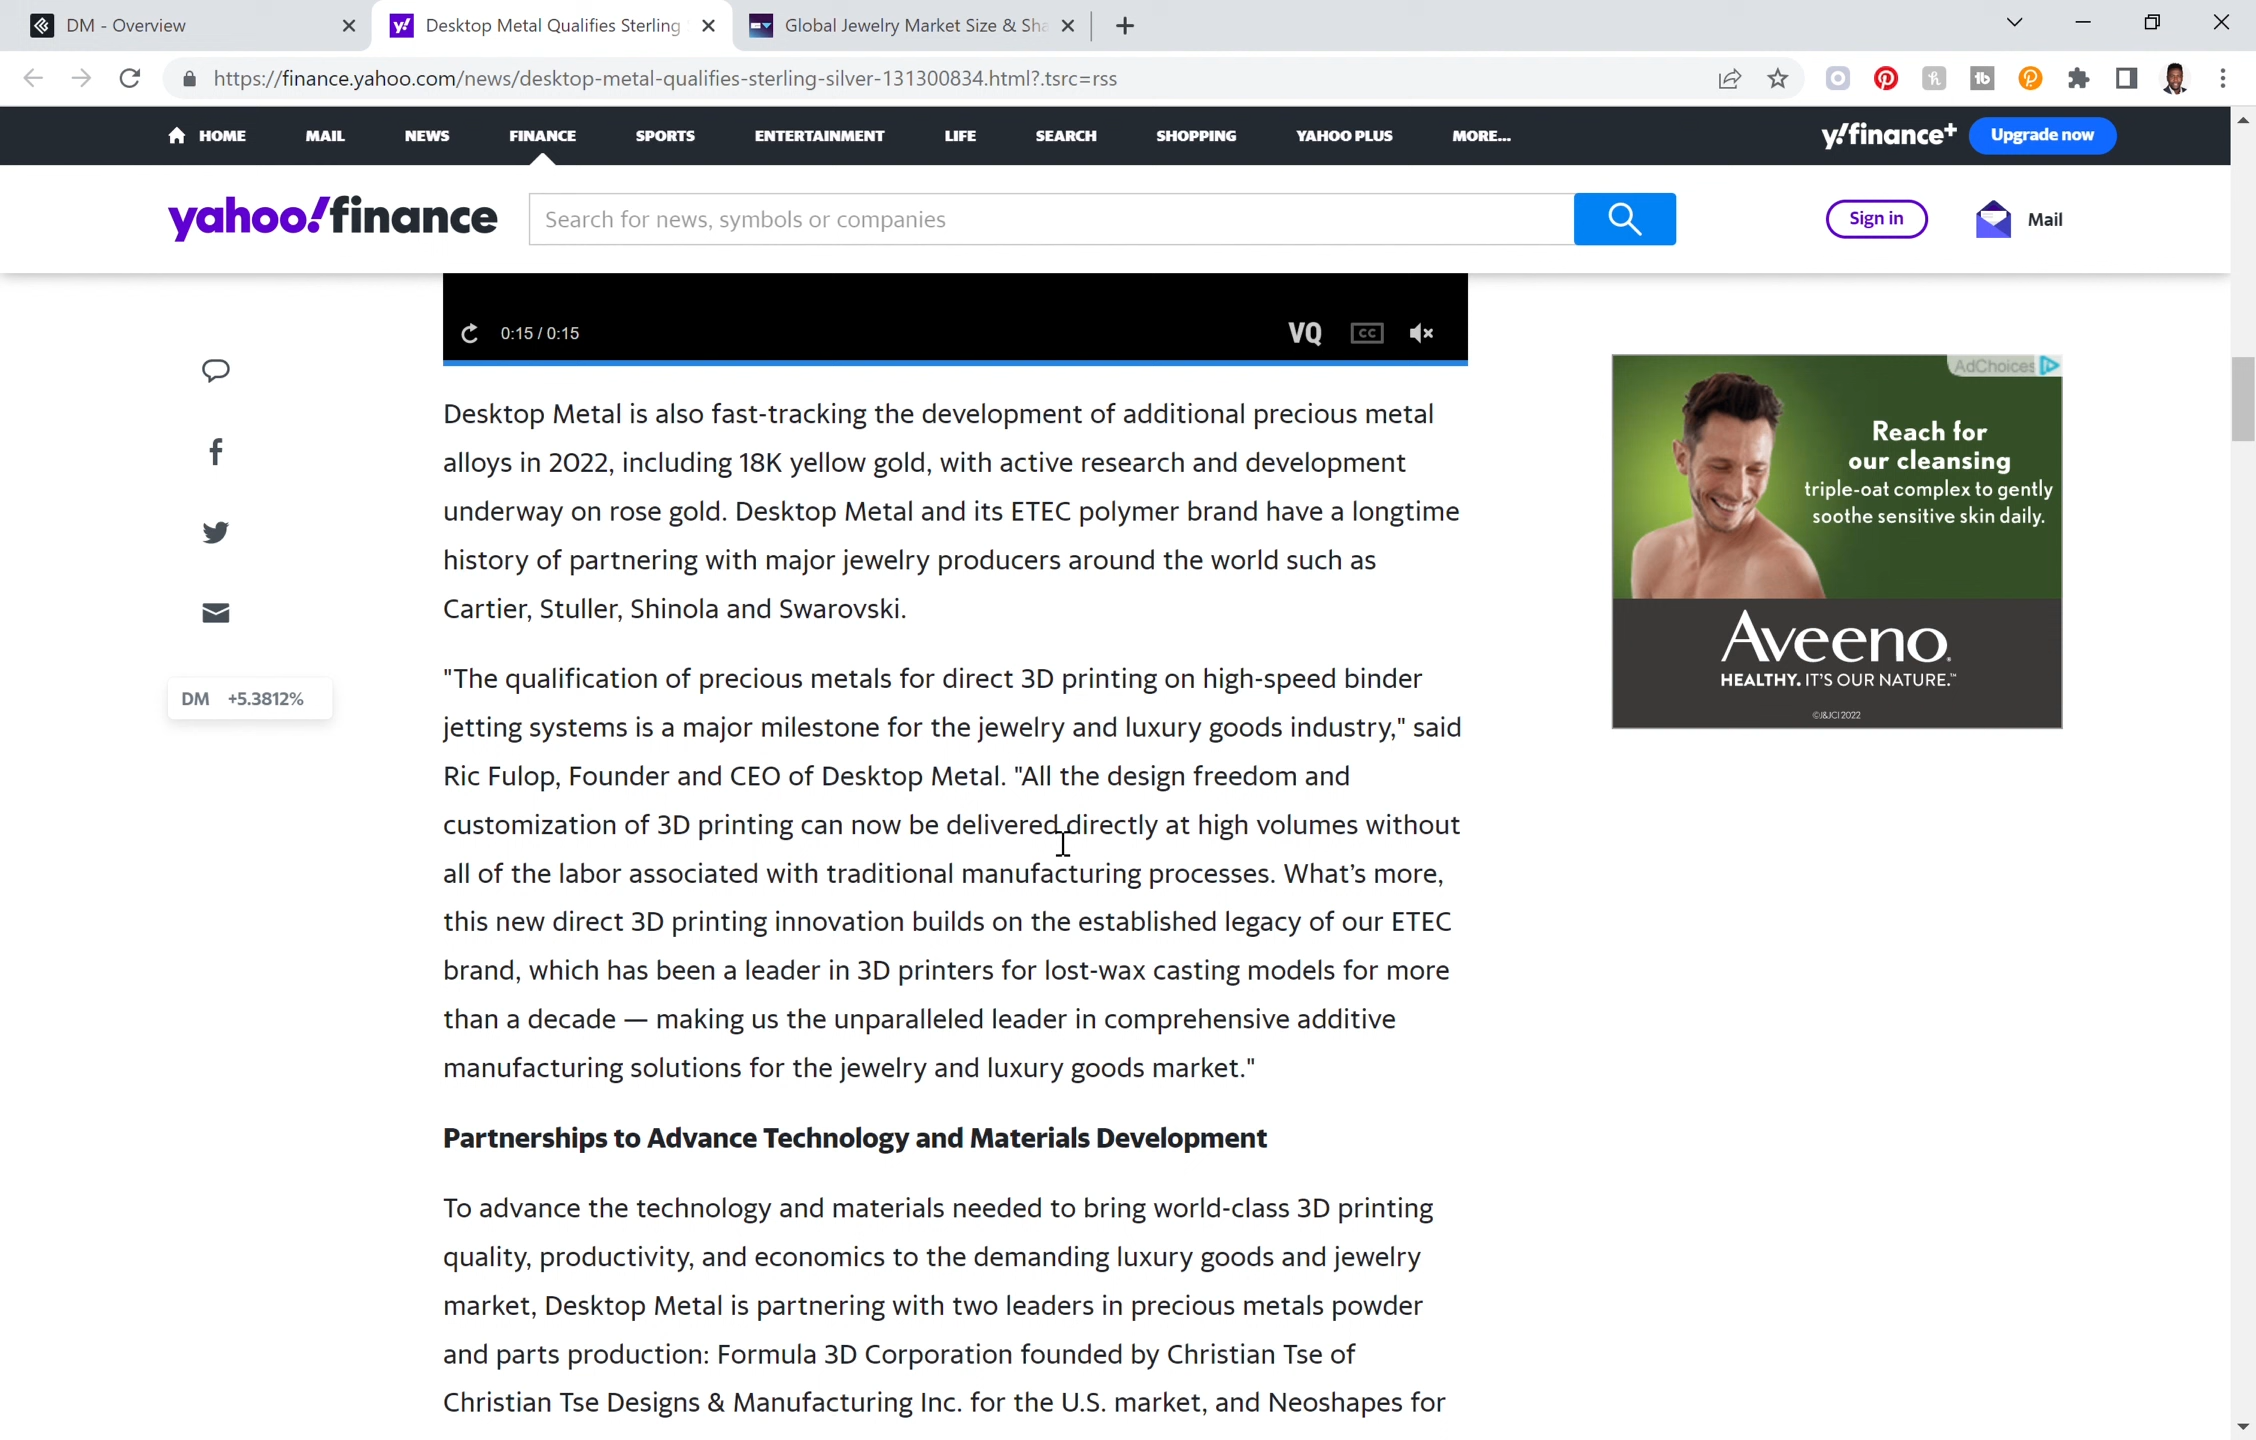 DM - Overview
Desktop Metal Qualifies Sterling
Global Jewelry Market Size & Sha
https://finance.yahoo.com/news/desktop-metal-qualifies-sterling-silver-131300834.html?.tsrc=rss
HOME MAIL NEWS FINANCE SPORTS ENTERTAINMENT LIFE SEARCH SHOPPING YAHOO PLUS MORE...
y!finance+ Upgrade now
yahoo!finance
Search for news, symbols or companies
Sign in
Mail
0:15 / 0:15
VQ
CC
Desktop Metal is also fast-tracking the development of additional precious metal
alloys in 2022, including 18K yellow gold, with active research and development
underway on rose gold. Desktop Metal and its ETEC polymer brand have a longtime
history of partnering with major jewelry producers around the world such as
Cartier, Stuller, Shinola and Swarovski.
DM +5.3812%
"The qualification of precious metals for direct 3D printing on high-speed binder
jetting systems is a major milestone for the jewelry and luxury goods industry," said
Ric Fulop, Founder and CEO of Desktop Metal. "All the design freedom and
customization of 3D printing can now be delivered directly at high volumes without
all of the labor associated with traditional manufacturing processes. What’s more,
this new direct 3D printing innovation builds on the established legacy of our ETEC
brand, which has been a leader in 3D printers for lost-wax casting models for more
than a decade — making us the unparalleled leader in comprehensive additive
manufacturing solutions for the jewelry and luxury goods market."
Partnerships to Advance Technology and Materials Development
To advance the technology and materials needed to bring world-class 3D printing
quality, productivity, and economics to the demanding luxury goods and jewelry
market, Desktop Metal is partnering with two leaders in precious metals powder
and parts production: Formula 3D Corporation founded by Christian Tse of
Christian Tse Designs & Manufacturing Inc. for the U.S. market, and Neoshapes for
AdChoices
Reach for
our cleansing
triple-oat complex to gently
soothe sensitive skin daily.
Aveeno®
HEALTHY. IT'S OUR NATURE.™
©J&JCI 2022